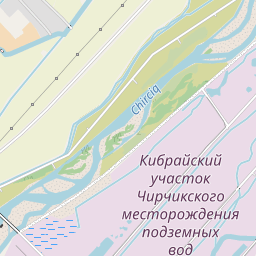 Chirciq
Кибрайский
участок
Чирчикского
месторождения
подземных
вод